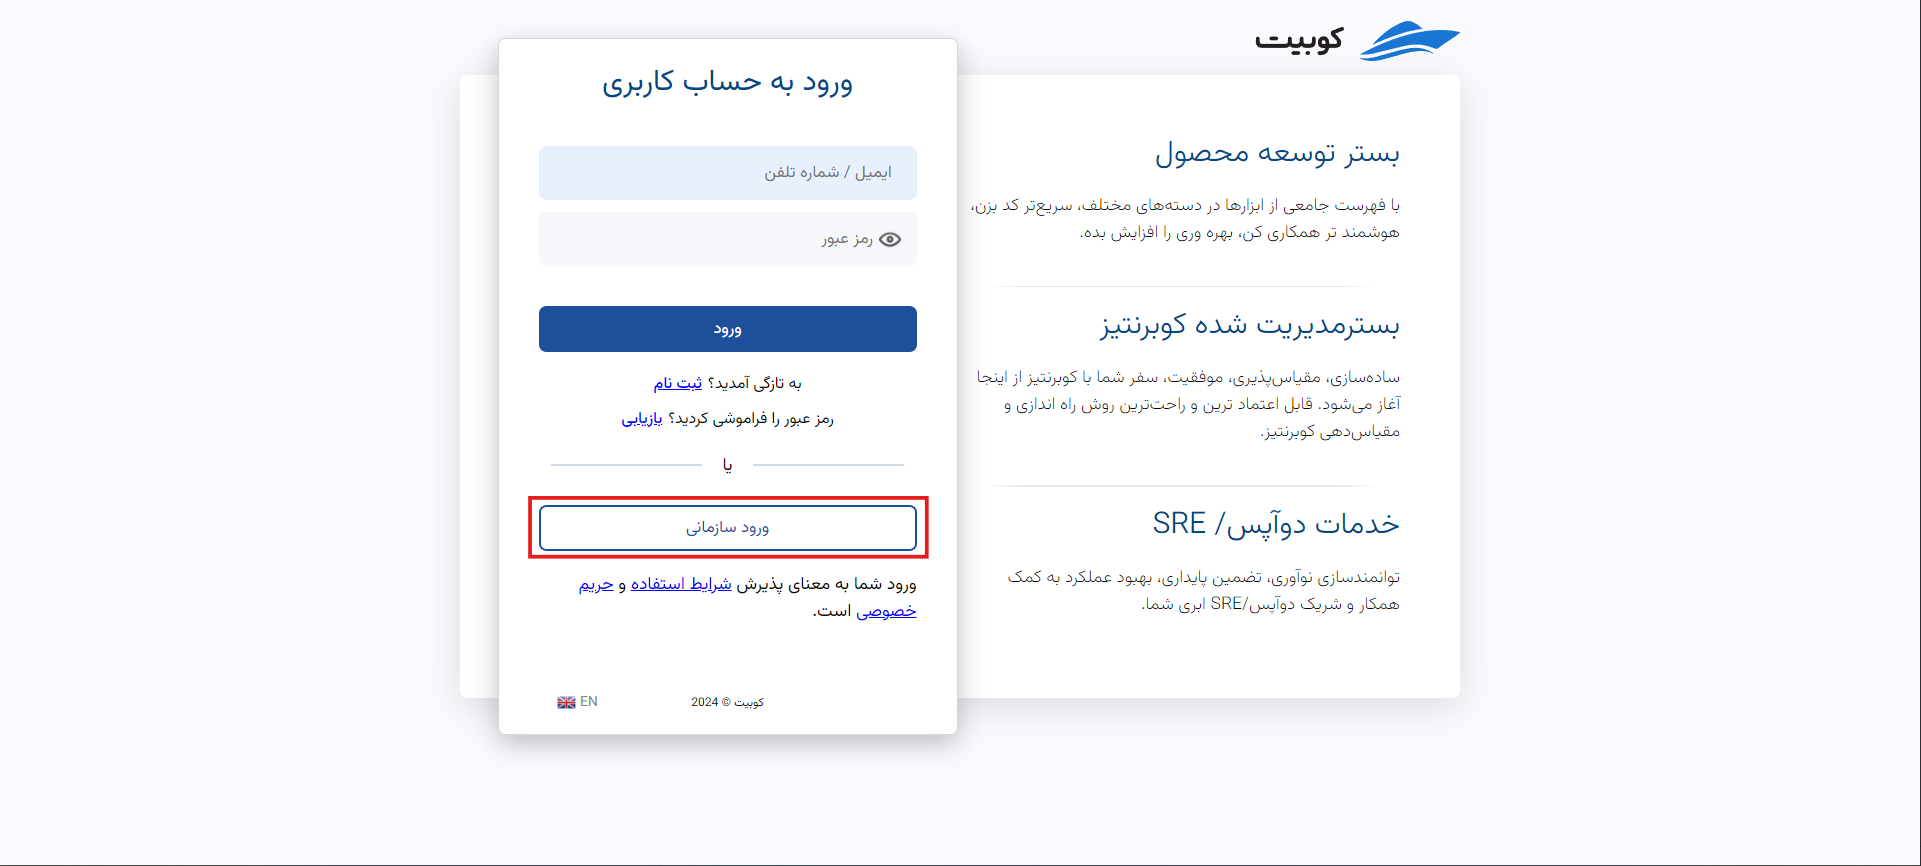 کوبیت
ورود به حساب کاربری
ایمیل / شماره تلفن
رمز عبور
ورود
به تازگی آمدید؟ ثبت نام
رمز عبور را فراموشی کردید؟ بازیابی
یا
ورود سازمانی
ورود شما به معنای پذیرش شرایط استفاده و حریم
خصوصی است.
کوبیت © 2024
EN
بستر توسعه محصول
با فهرست جامعی از ابزارها در دسته‌های مختلف، سریع‌تر کد بزن،
هوشمند تر همکاری کن، بهره وری را افزایش بده.
بسترمدیریت شده کوبرنتیز
ساده‌سازی، مقیاس‌پذیری، موفقیت، سفر شما با کوبرنتیز از اینجا
آغاز می‌شود. قابل اعتماد ترین و راحت‌ترین روش راه اندازی و
مقیاس‌دهی کوبرنتیز.
خدمات دوآپس/ SRE
توانمندسازی نوآوری، تضمین پایداری، بهبود عملکرد به کمک
همکار و شریک دوآپس/SRE ابری شما.